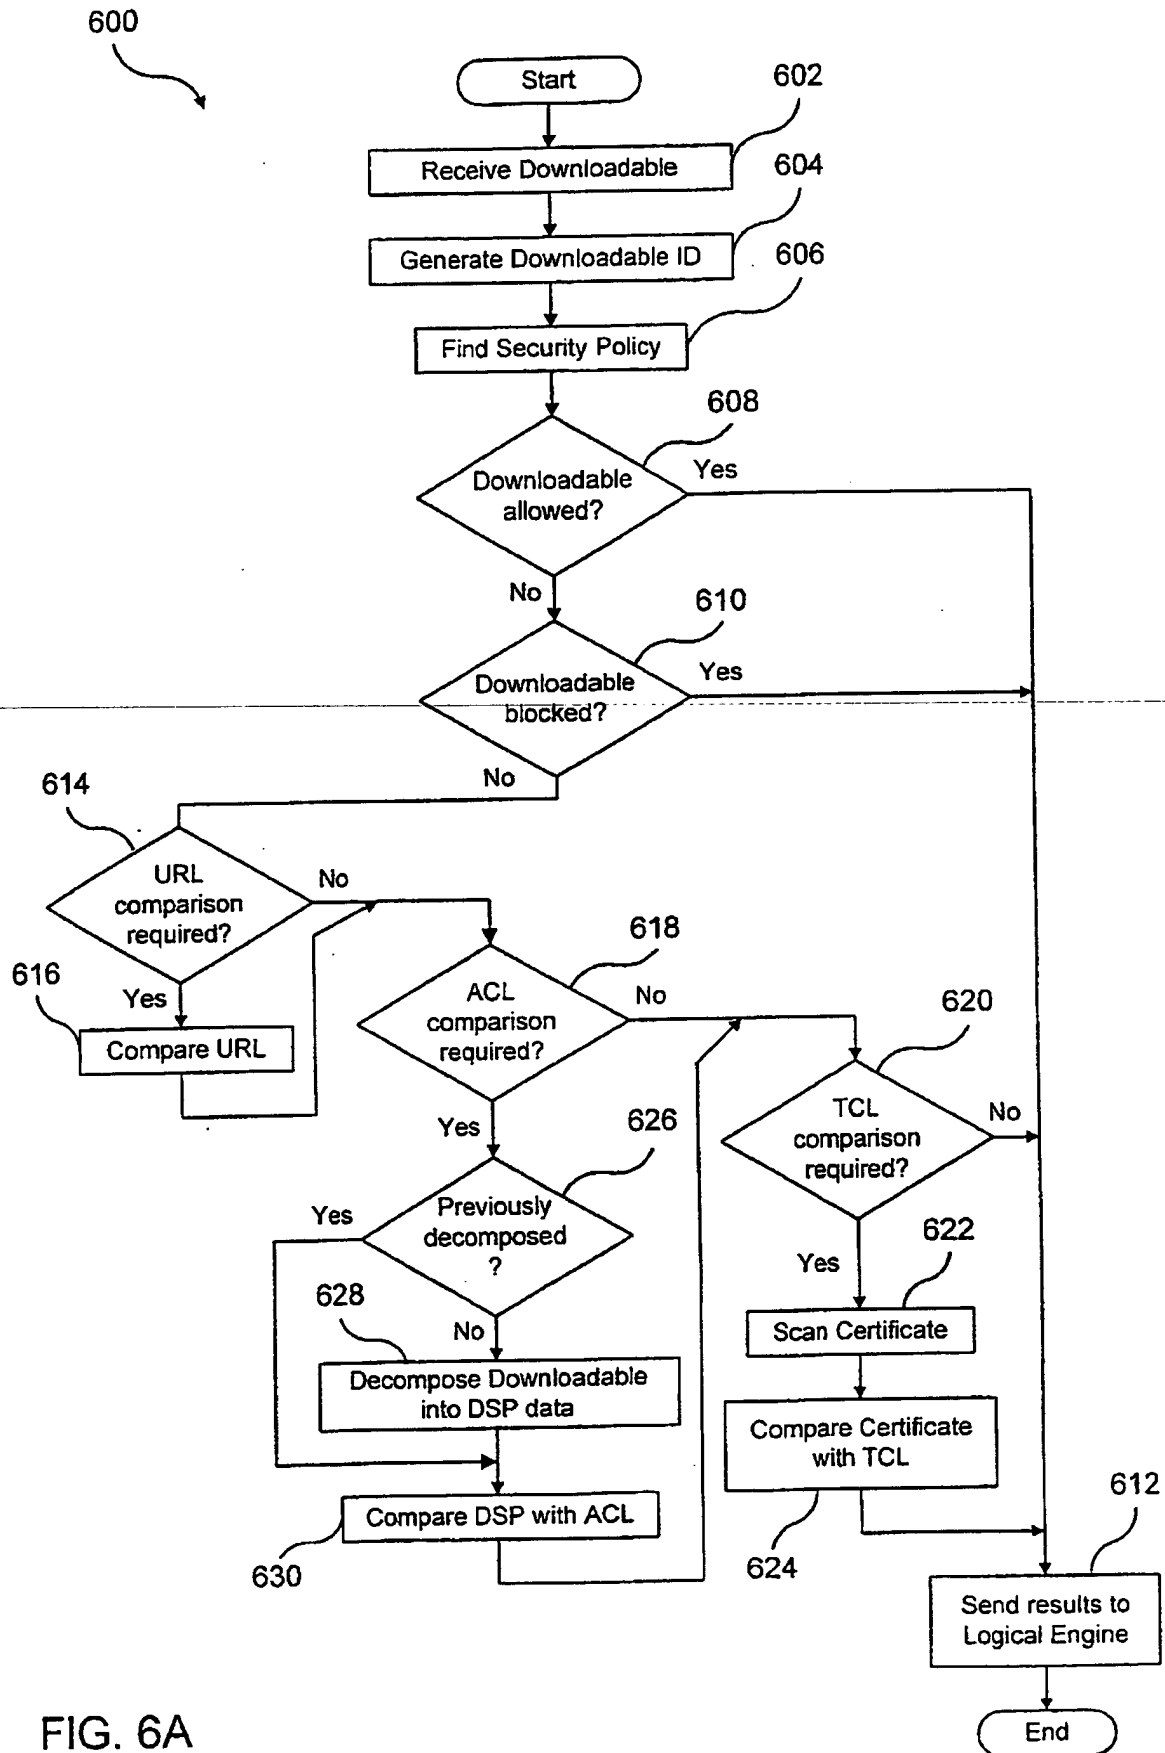 600
Start
602
Receive Downloadable
604
Generate Downloadable ID
606
Find Security Policy
608
Downloadable
allowed?
Yes
No
610
Downloadable
blocked?
Yes
No
614
URL
comparison
required?
No
Yes
616
Compare URL
618
ACL
comparison
required?
No
Yes
620
TCL
comparison
required?
No
Yes
626
Previously
decomposed
?
Yes
No
622
Scan Certificate
628
Decompose Downloadable
into DSP data
Compare Certificate
with TCL
624
Compare DSP with ACL
630
612
Send results to
Logical Engine
End
FIG. 6A